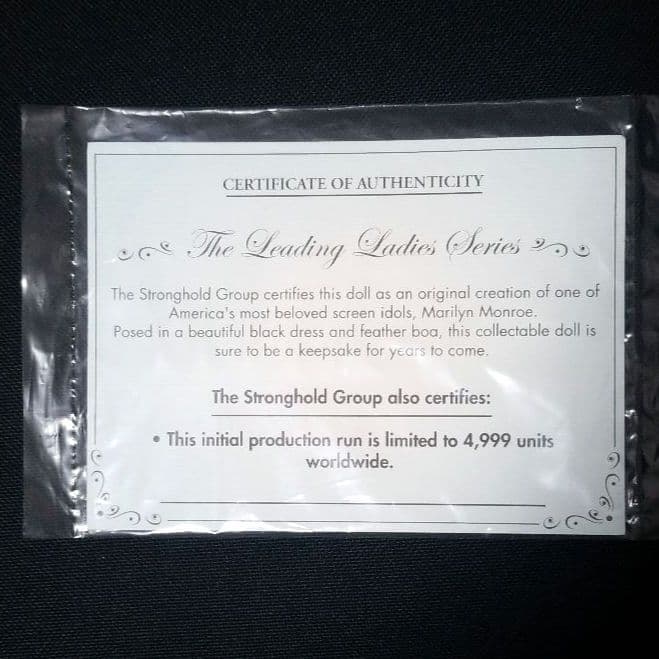 CERTIFICATE OF AUTHENTICITY
The Leading Ladies Series
The Stronghold Group certifies this doll as an original creation of one of
America's most beloved screen idols, Marilyn Monroe.
Posed in a beautiful black dress and feather boa, this collectable doll is
sure to be a keepsake for years to come.
The Stronghold Group also certifies:
• This initial production run is limited to 4,999 units
worldwide.